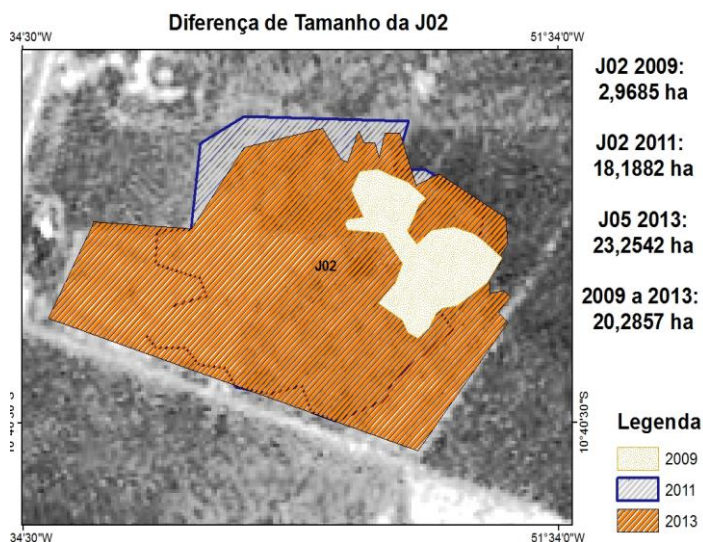 Diferença de Tamanho da J02
34:30"W
51°34'0"W
J02 2009:
2,9685 ha
J02 2011:
18,1882 ha
J05 2013:
23,2542 ha
2009 a 2013:
20,2857 ha
J02
10°40'30"S
Legenda
2009
2011
2013
34:30"W
51°34'0"W